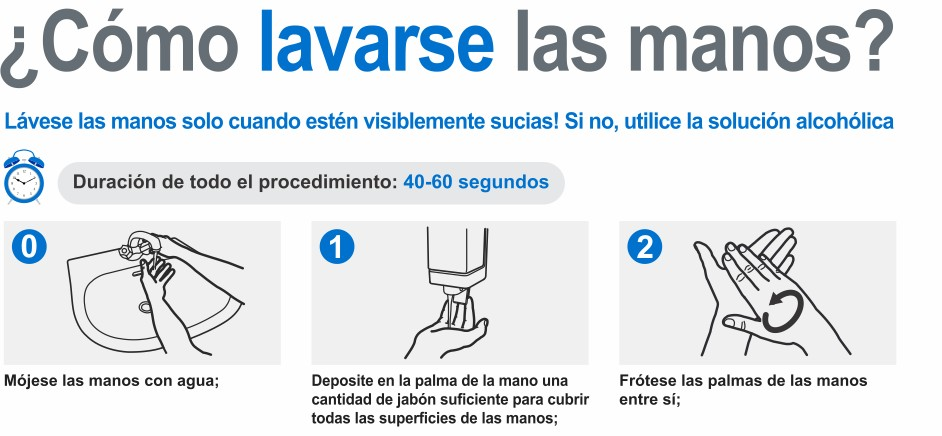 ¿Cómo lavarse las manos?
Lávese las manos solo cuando estén visiblemente sucias! Si no, utilice la solución alcohólica
Duración de todo el procedimiento: 40-60 segundos
0
1
2
Mójese las manos con agua;
Deposite en la palma de la mano una
cantidad de jabón suficiente para cubrir
todas las superficies de las manos;
Frótese las palmas de las manos
entre sí;